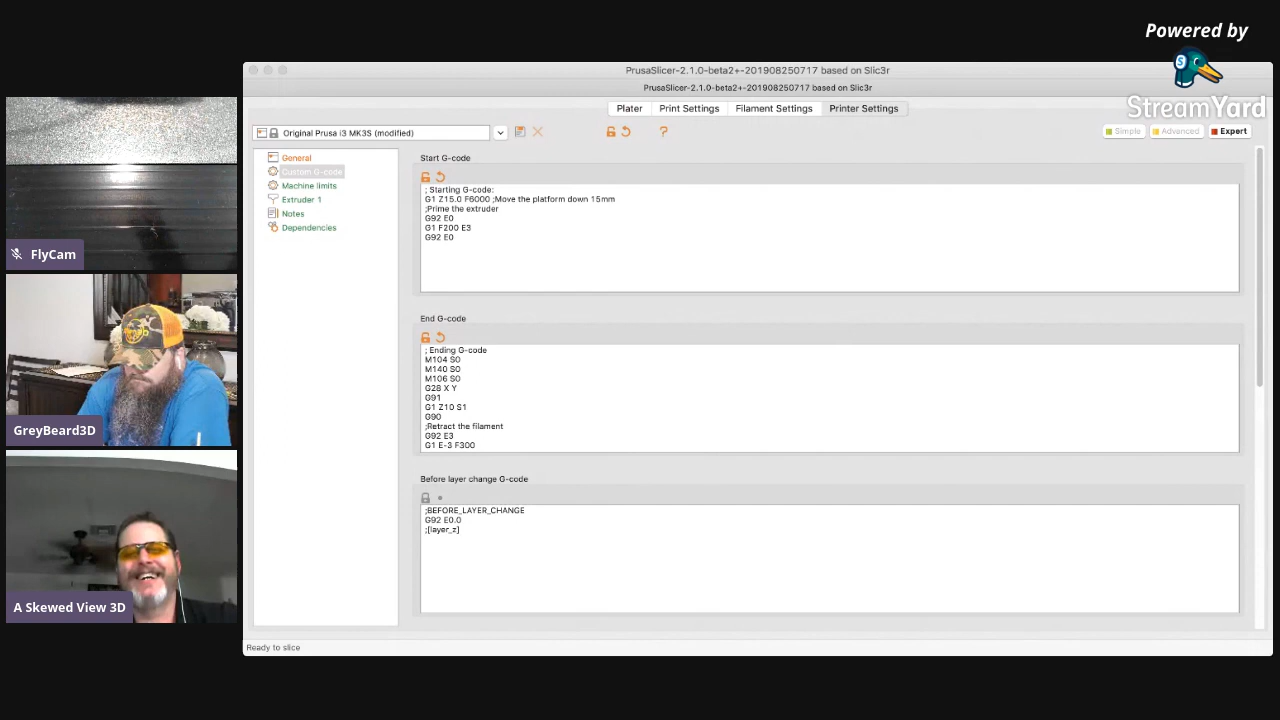 Powered by
StreamYard
PrusaSlicer-2.1.0-beta2+-201908250717 based on Slic3r
PrusaSlicer-2.1.0-beta2+-201908250717 based on Slic3r
Plater Print Settings Filament Settings Printer Settings
Original Prusa i3 MK3S (modified)
?
Simple Advanced Expert
General
Custom G-code
Machine limits
Extruder 1
Notes
Dependencies
Start G-code
; Starting G-code:
G1 Z15.0 F6000 ;Move the platform down 15mm
;Prime the extruder
G92 E0
G1 F200 E3
G92 E0
End G-code
; Ending G-code
M104 S0
M140 S0
M106 S0
G28 X Y
G91
G1 Z10 S1
G90
;Retract the filament
G92 E3
G1 E-3 F300
Before layer change G-code
;BEFORE_LAYER_CHANGE
G92 E0.0
;[layer_z]
Ready to slice
FlyCam
GreyBeard3D
A Skewed View 3D